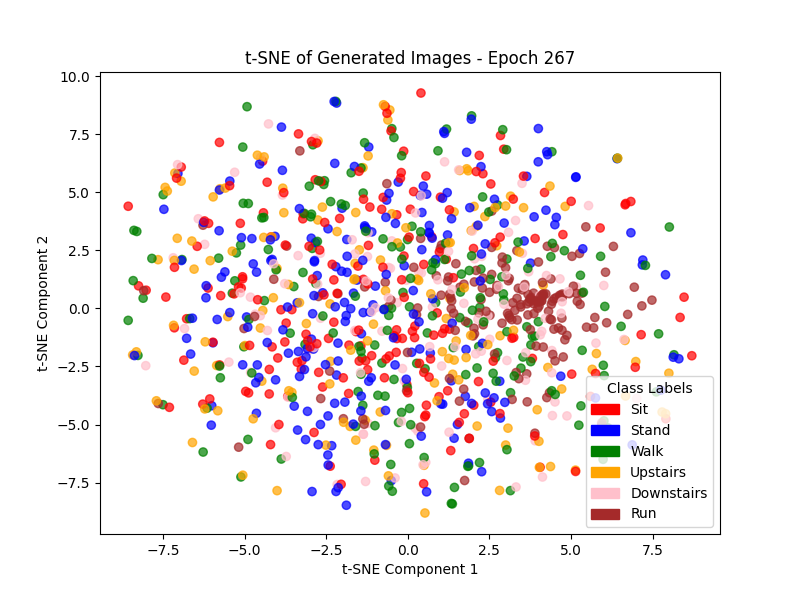 t-SNE of Generated Images - Epoch 267
10.0
7.5
5.0
2.5
0.0
−2.5
−5.0
−7.5
t-SNE Component 2
−7.5 −5.0 −2.5 0.0 2.5 5.0 7.5
t-SNE Component 1
Class Labels
Sit
Stand
Walk
Upstairs
Downstairs
Run